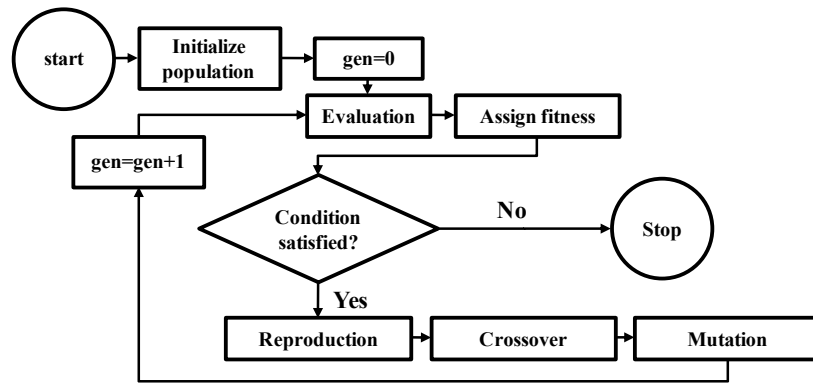 start
Initialize
population
gen=0
Evaluation
Assign fitness
gen=gen+1
Condition
satisfied?
No
Stop
Yes
Reproduction
Crossover
Mutation